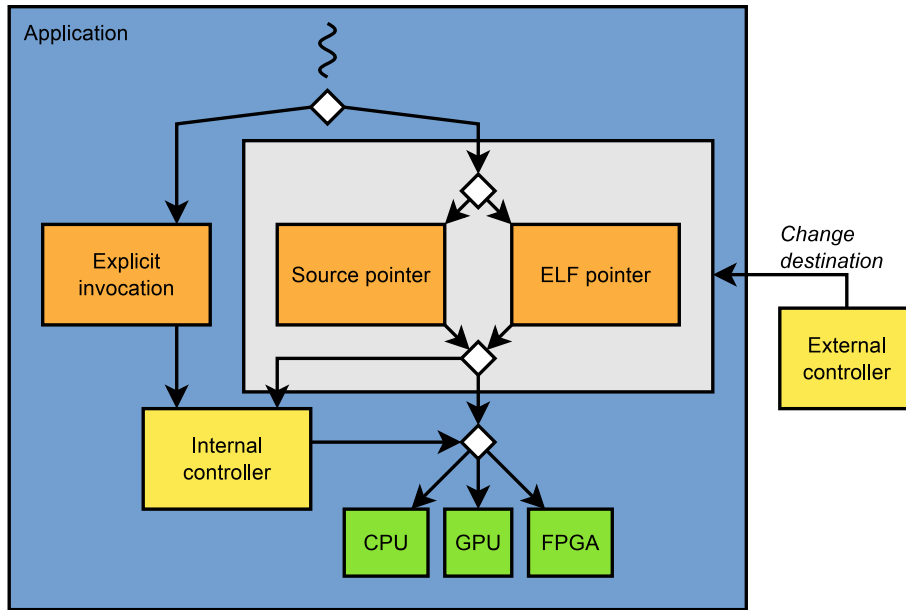 Application
Explicit
invocation
Source pointer
ELF pointer
Change
destination
External
controller
Internal
controller
CPU
GPU
FPGA